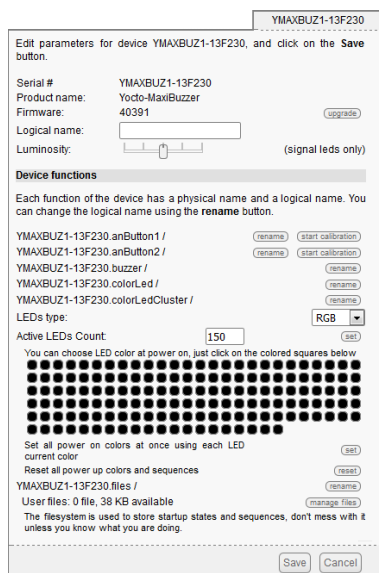 YMAXBUZ1-13F230
Edit parameters for device YMAXBUZ1-13F230, and click on the Save
button.
Serial # YMAXBUZ1-13F230
Product name: Yocto-MaxiBuzzer
Firmware: 40391 upgrade
Logical name:
Luminosity: (signal leds only)
Device functions
Each function of the device has a physical name and a logical name. You
can change the logical name using the rename button.
YMAXBUZ1-13F230.anButton1 / rename start calibration
YMAXBUZ1-13F230.anButton2 / rename start calibration
YMAXBUZ1-13F230.buzzer / rename
YMAXBUZ1-13F230.colorLed / rename
YMAXBUZ1-13F230.colorLedCluster / rename
LEDs type: RGB
Active LEDs Count: 150 set
You can choose LED color at power on, just click on the colored squares below
Set all power on colors at once using each LED
current color set
Reset all power up colors and sequences reset
YMAXBUZ1-13F230.files / rename
User files: 0 file, 38 KB available manage files
The filesystem is used to store startup states and sequences, don't mess with it
unless you know what you are doing.
Save Cancel